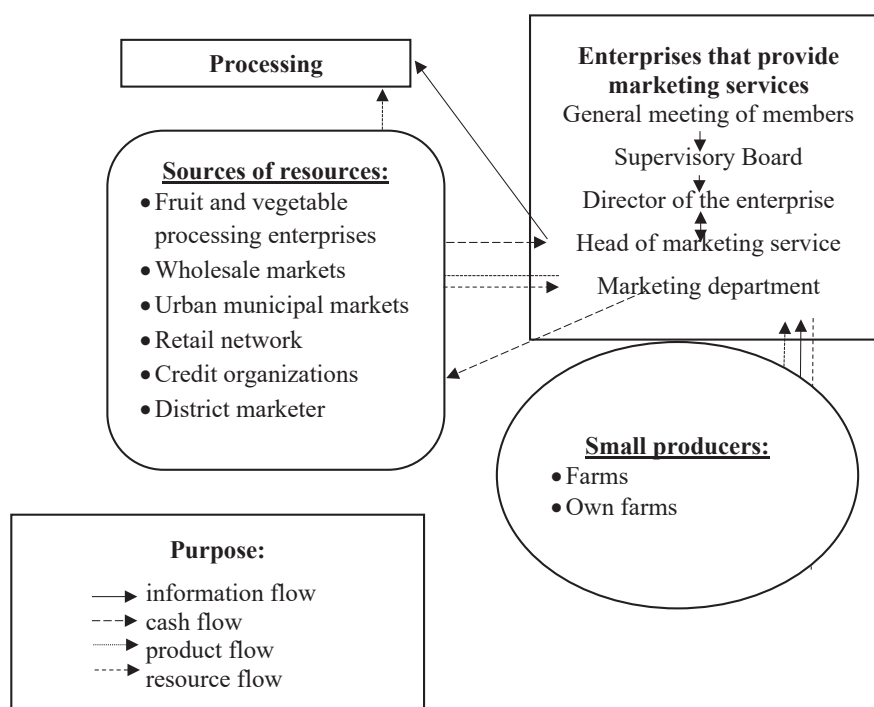 Processing
Enterprises that provide
marketing services
General meeting of members
Supervisory Board
Director of the enterprise
Head of marketing service
Marketing department
Sources of resources:
• Fruit and vegetable
processing enterprises
• Wholesale markets
• Urban municipal markets
• Retail network
• Credit organizations
• District marketer
Small producers:
• Farms
• Own farms
Purpose:
information flow
cash flow
product flow
resource flow